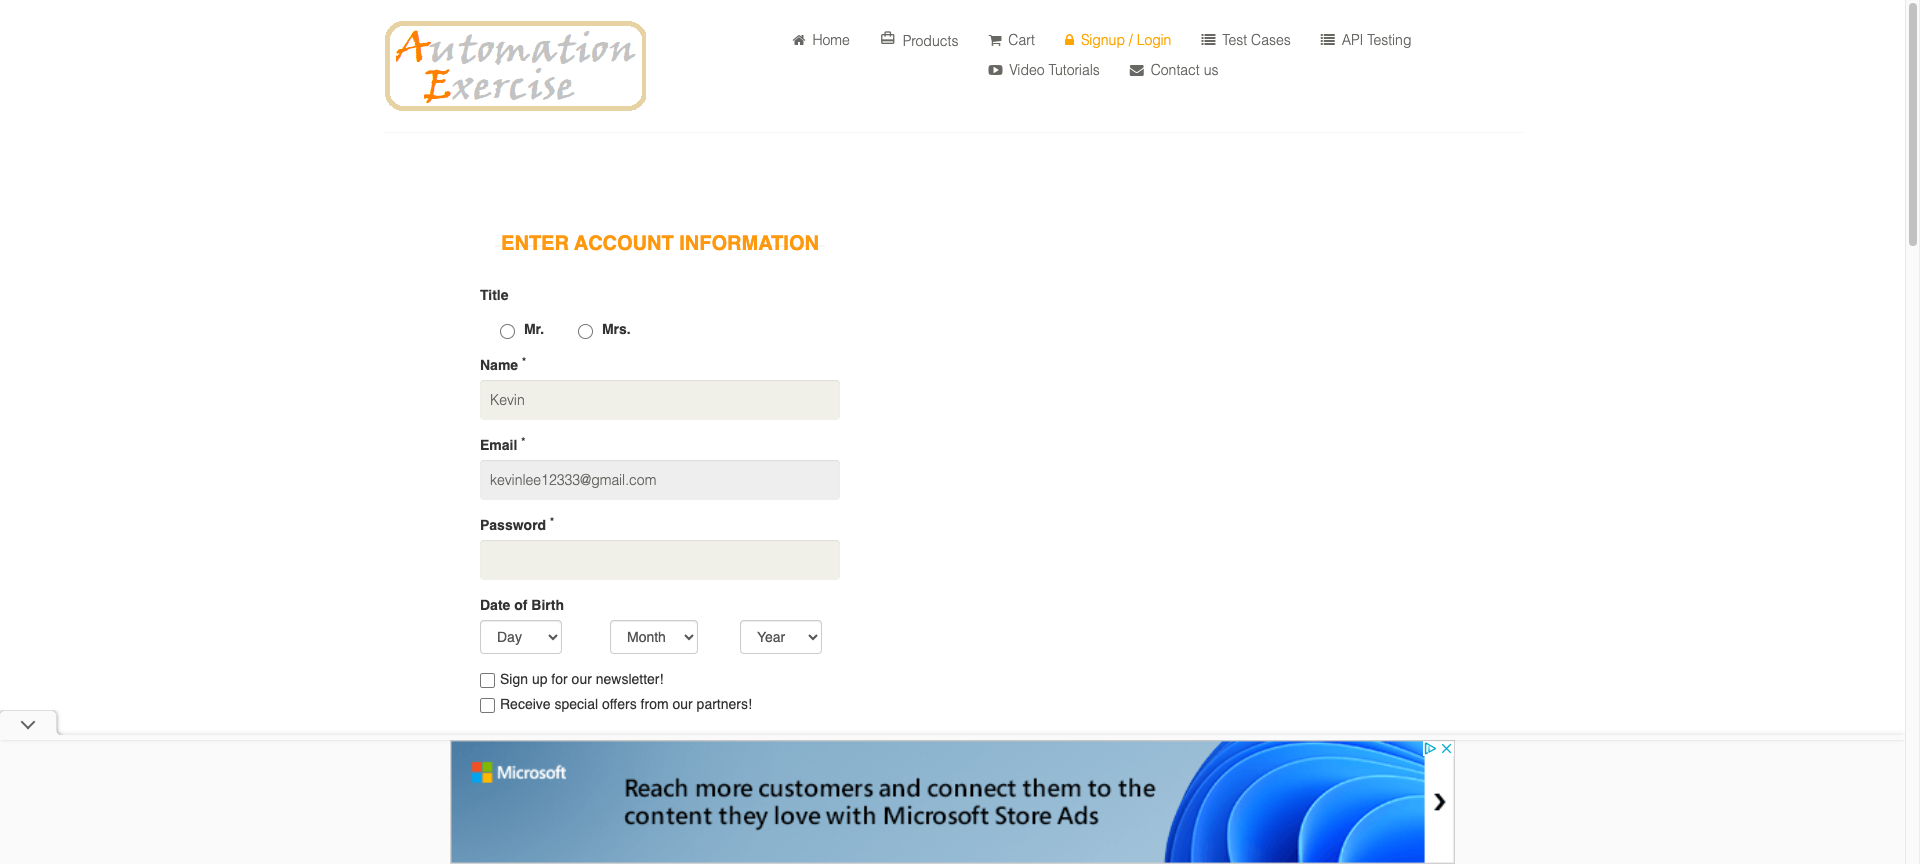 Automation
Exercise
Home
Products
Cart
Signup / Login
Test Cases
API Testing
Video Tutorials
Contact us
ENTER ACCOUNT INFORMATION
Title
Mr.
Mrs.
Name *
Kevin
Email *
kevinlee12333@gmail.com
Password *
Date of Birth
Day
Month
Year
Sign up for our newsletter!
Receive special offers from our partners!
Microsoft
Reach more customers and connect them to the
content they love with Microsoft Store Ads